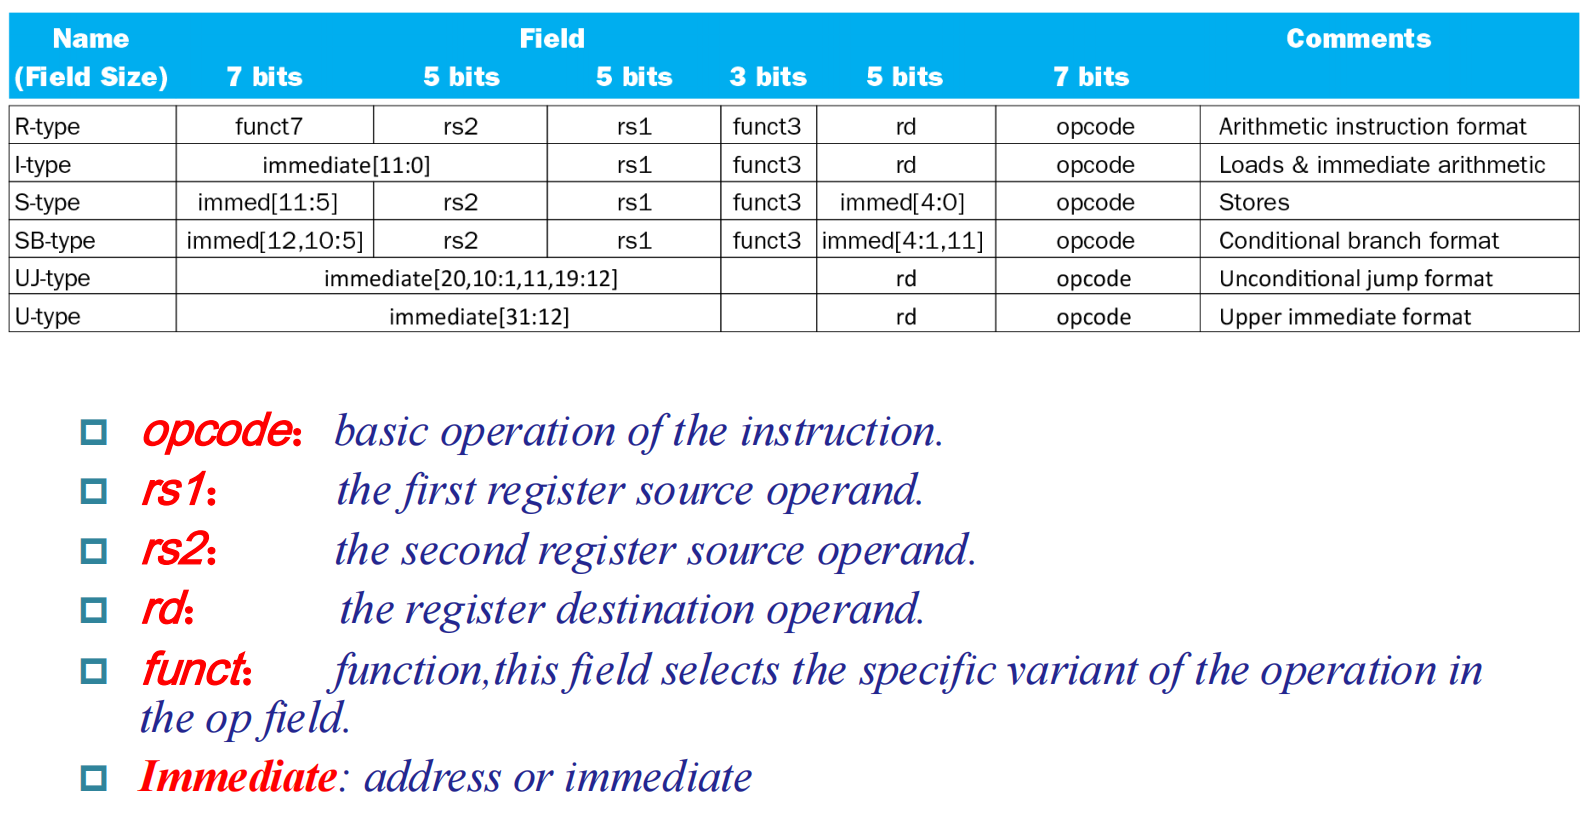 Name Field Comments
(Field Size) 7 bits 5 bits 5 bits 3 bits 5 bits 7 bits
R-type funct7 rs2 rs1 funct3 rd opcode Arithmetic instruction format
I-type immediate[11:0] rs1 funct3 rd opcode Loads & immediate arithmetic
S-type immed[11:5] rs2 rs1 funct3 immed[4:0] opcode Stores
SB-type immed[12,10:5] rs2 rs1 funct3 immed[4:1,11] opcode Conditional branch format
UJ-type immediate[20,10:1,11,19:12] rd opcode Unconditional jump format
U-type immediate[31:12] rd opcode Upper immediate format
opcode： basic operation of the instruction.
rs1： the first register source operand.
rs2： the second register source operand.
rd： the register destination operand.
funct： function,this field selects the specific variant of the operation in
the op field.
Immediate: address or immediate